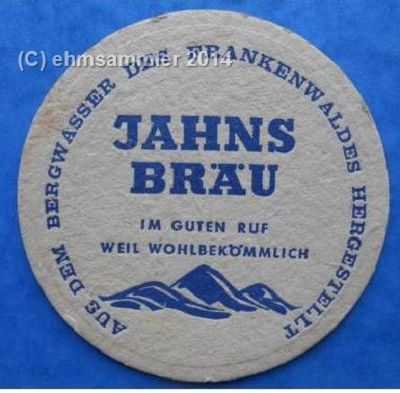 (C) ehmsammler 2014
AUS DEM BERGWASSER DES FRANKENWALDES HERGESTELLT
JAHNS
BRÄU
IM GUTEN RUF
WEIL WOHLBEKÖMMLICH